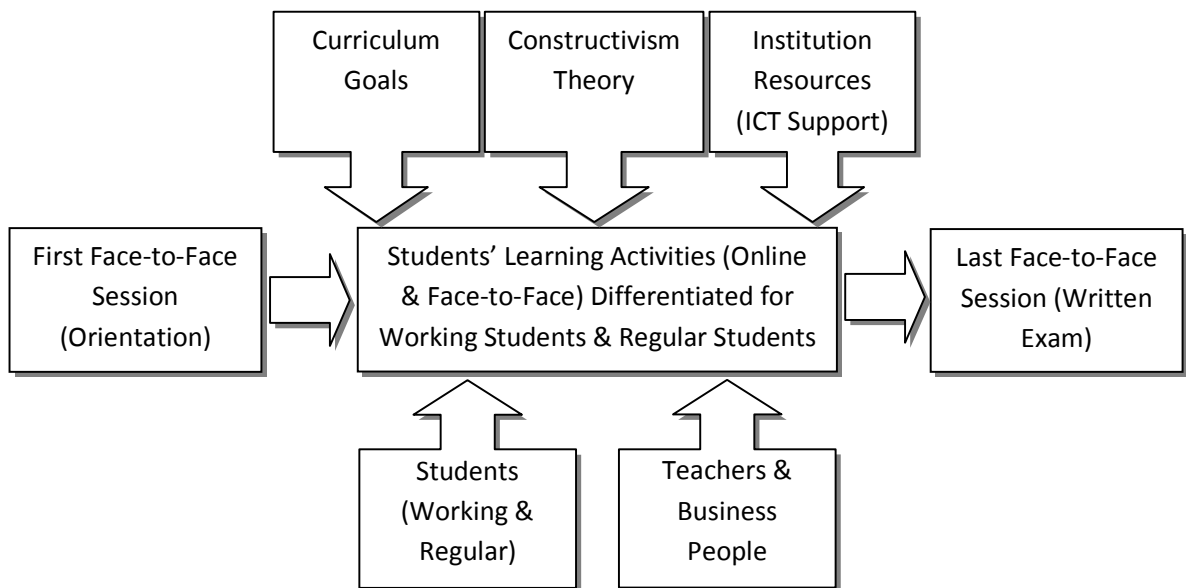 Curriculum
Goals
Constructivism
Theory
Institution
Resources
(ICT Support)
First Face-to-Face
Session
(Orientation)
Students’ Learning Activities (Online
& Face-to-Face) Differentiated for
Working Students & Regular Students
Last Face-to-Face
Session (Written
Exam)
Students
(Working &
Regular)
Teachers &
Business
People